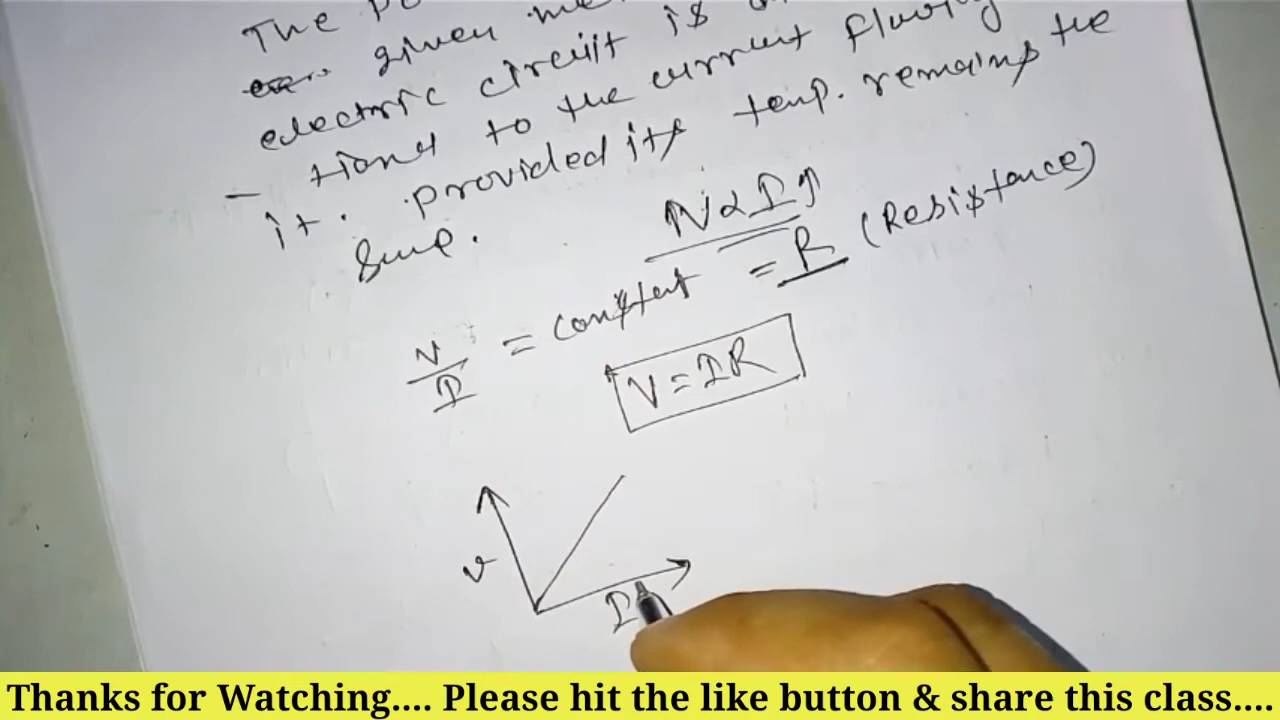 The
given
electric circuit is
- tional to the current flowing
it. provided its temp. remains the
Same.
V α I
V/I = constant = R (Resistance)
V = IR
V
I
Thanks for Watching.... Please hit the like button & share this class....